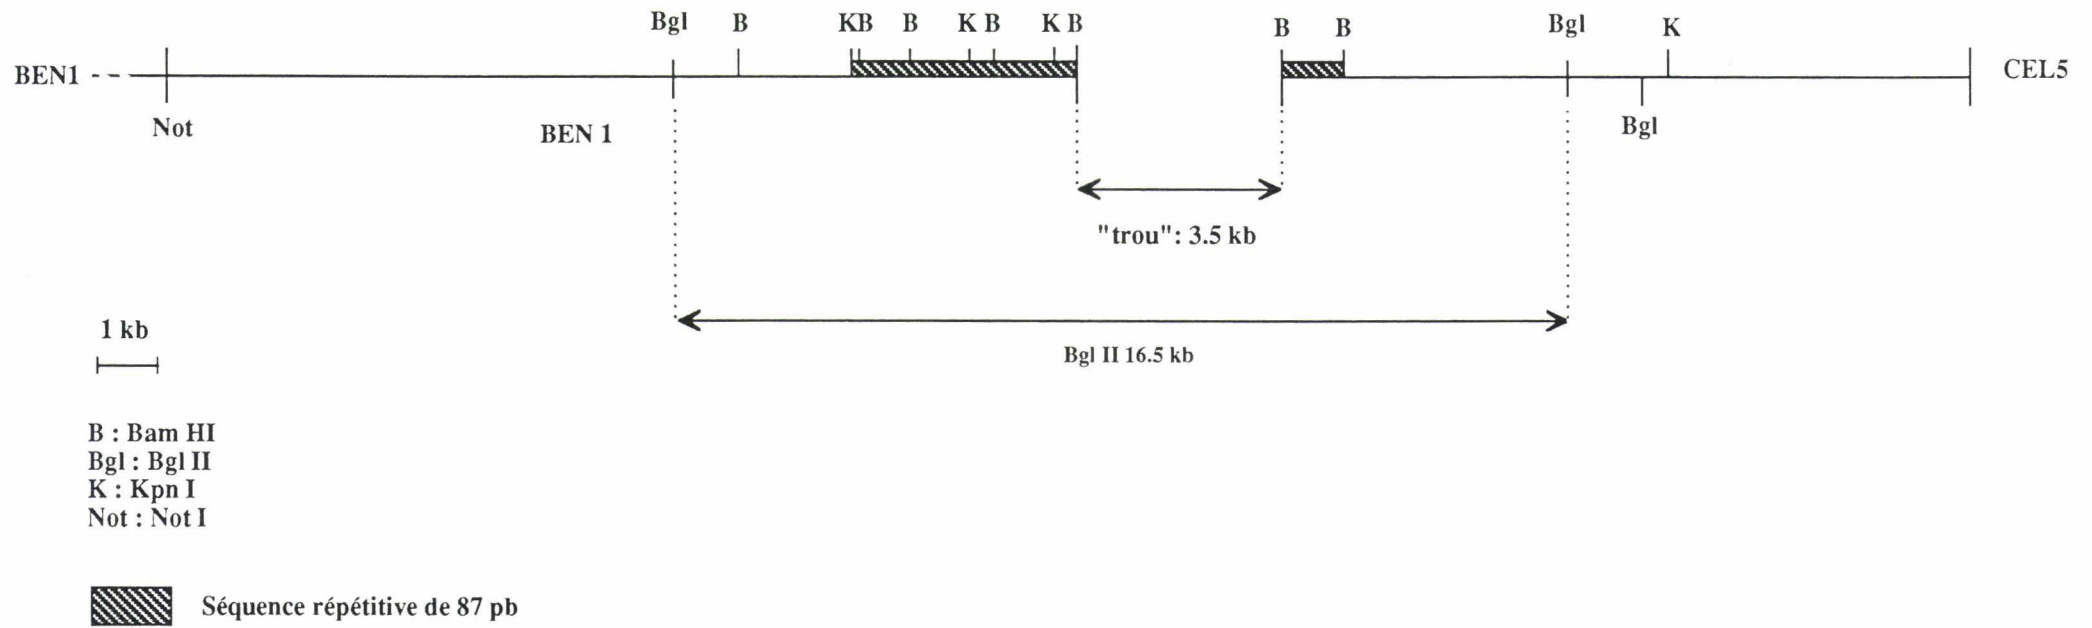 Bgl B KB B K B K B B B Bgl K
BEN1 CEL5
Not BEN 1 Bgl
"trou": 3.5 kb
1 kb
Bgl II 16.5 kb
B : Bam HI
Bgl : Bgl II
K : Kpn I
Not : Not I
Séquence répétitive de 87 pb